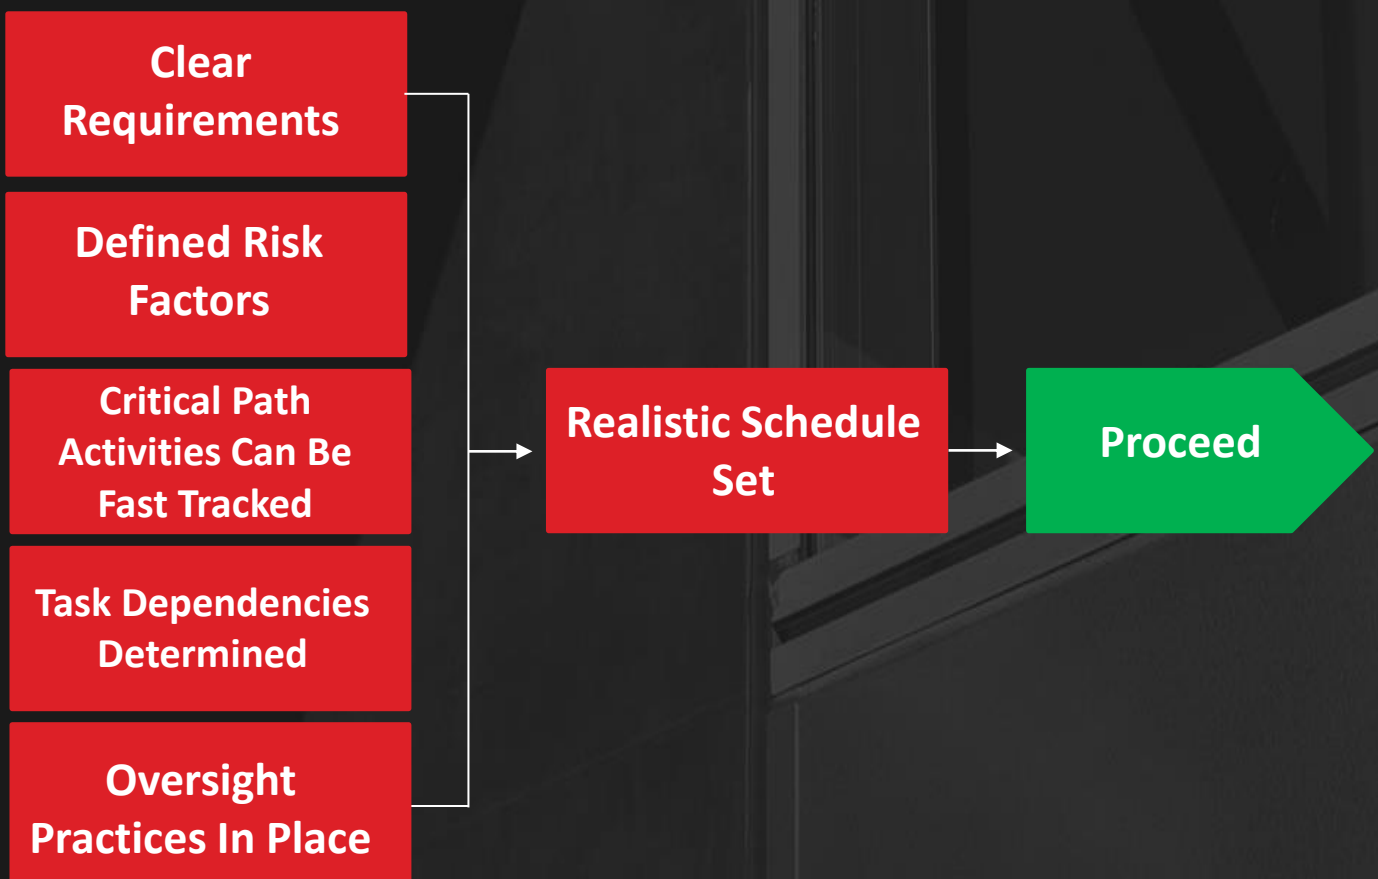 Clear
Requirements
Defined Risk
Factors
Critical Path
Activities Can Be
Fast Tracked
Task Dependencies
Determined
Oversight
Practices In Place
Realistic Schedule
Set
Proceed